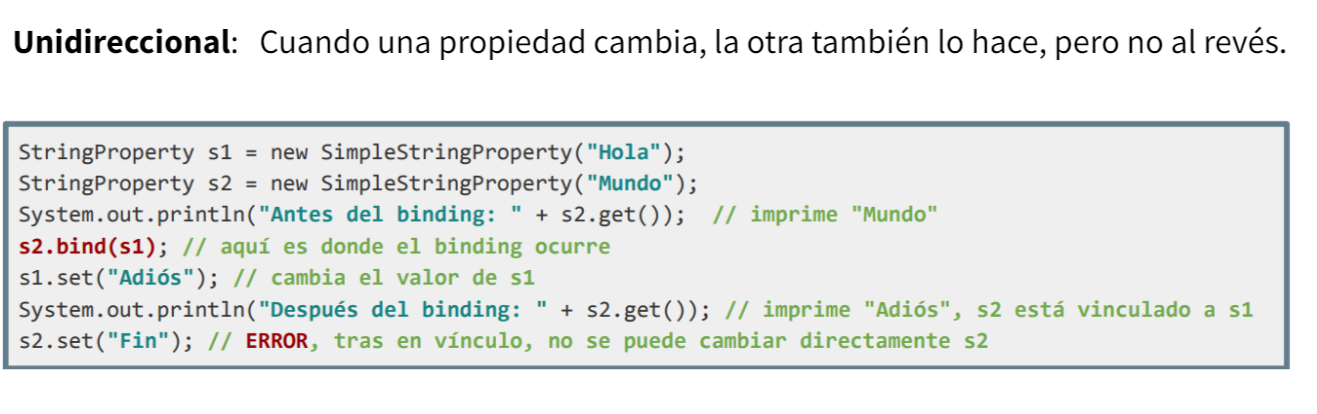 Unidireccional: Cuando una propiedad cambia, la otra también lo hace, pero no al revés.
StringProperty s1 = new SimpleStringProperty("Hola");
StringProperty s2 = new SimpleStringProperty("Mundo");
System.out.println("Antes del binding: " + s2.get());  // imprime "Mundo"
s2.bind(s1); // aquí es donde el binding ocurre
s1.set("Adiós"); // cambia el valor de s1
System.out.println("Después del binding: " + s2.get()); // imprime "Adiós", s2 está vinculado a s1
s2.set("Fin"); // ERROR, tras en vínculo, no se puede cambiar directamente s2